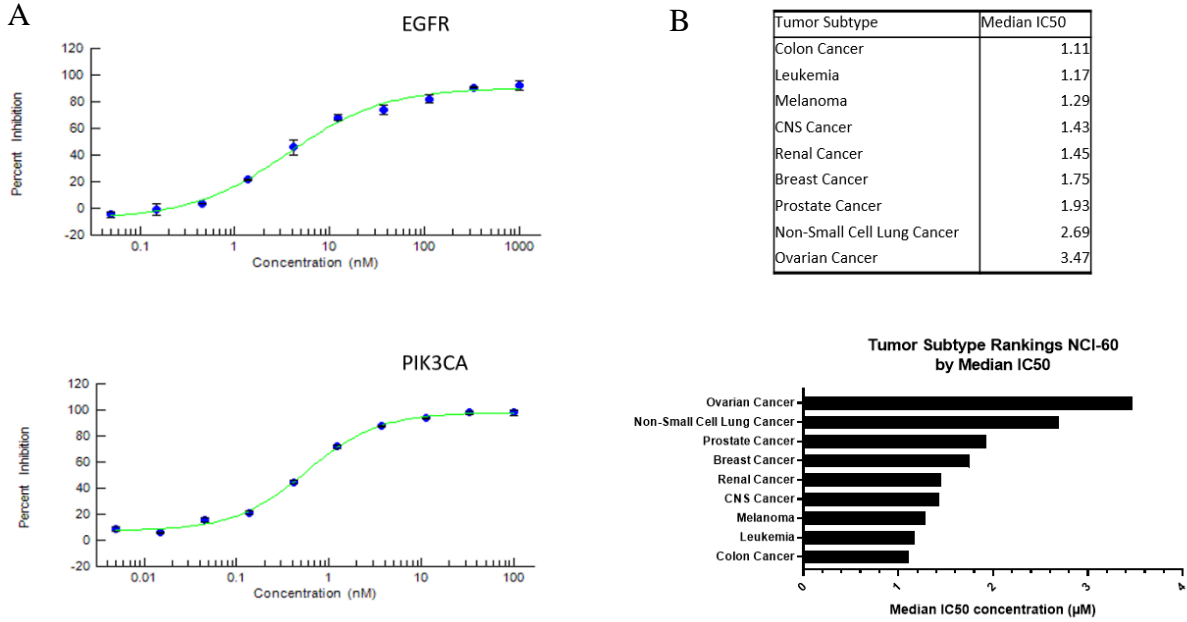 A
EGFR
120
100
80
60
40
20
0
-20
Percent Inhibition
0.1 1 10 100 1000
Concentration (nM)
PIK3CA
120
100
80
60
40
20
0
-20
Percent Inhibition
0.01 0.1 1 10 100
Concentration (nM)
B
Tumor Subtype Median IC50
Colon Cancer 1.11
Leukemia 1.17
Melanoma 1.29
CNS Cancer 1.43
Renal Cancer 1.45
Breast Cancer 1.75
Prostate Cancer 1.93
Non-Small Cell Lung Cancer 2.69
Ovarian Cancer 3.47
Tumor Subtype Rankings NCI-60
by Median IC50
Ovarian Cancer
Non-Small Cell Lung Cancer
Prostate Cancer
Breast Cancer
Renal Cancer
CNS Cancer
Melanoma
Leukemia
Colon Cancer
0 1 2 3 4
Median IC50 concentration (μM)